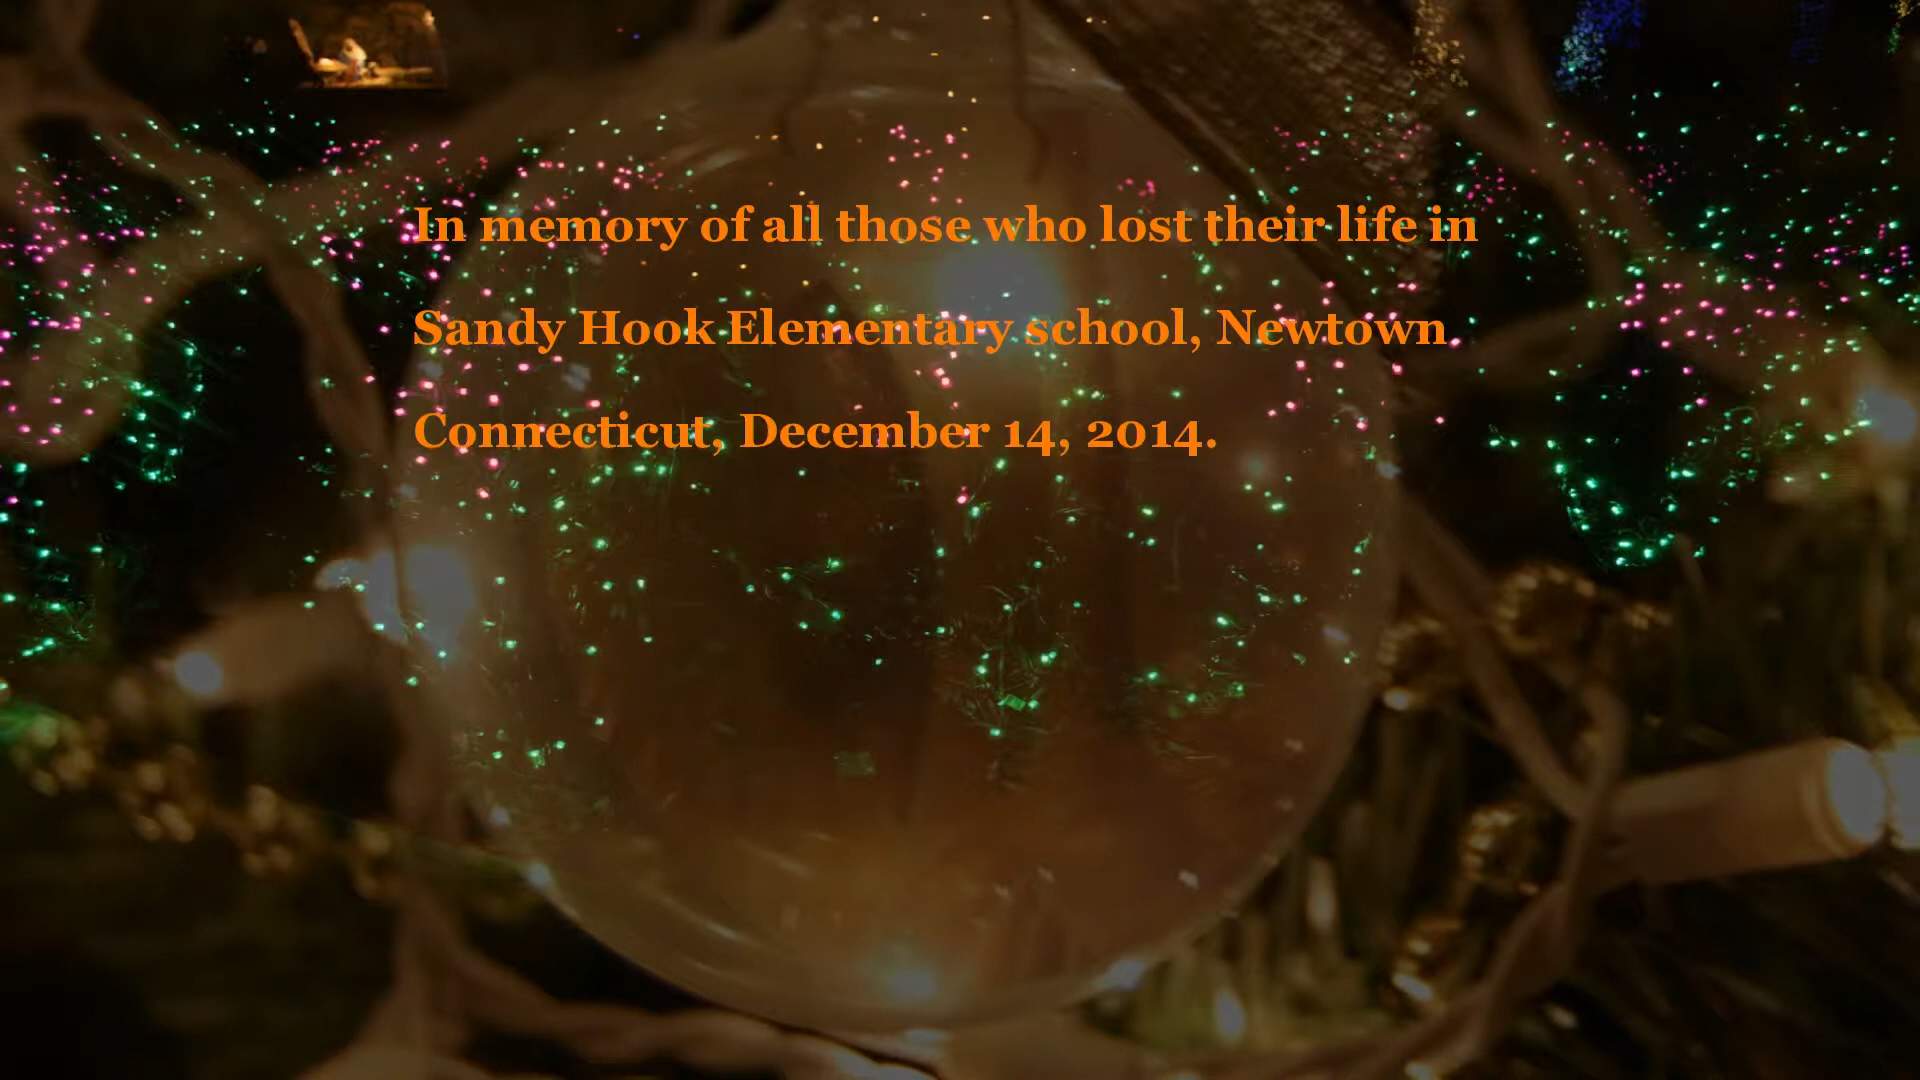 In memory of all those who lost their life in
Sandy Hook Elementary school, Newtown
Connecticut, December 14, 2014.